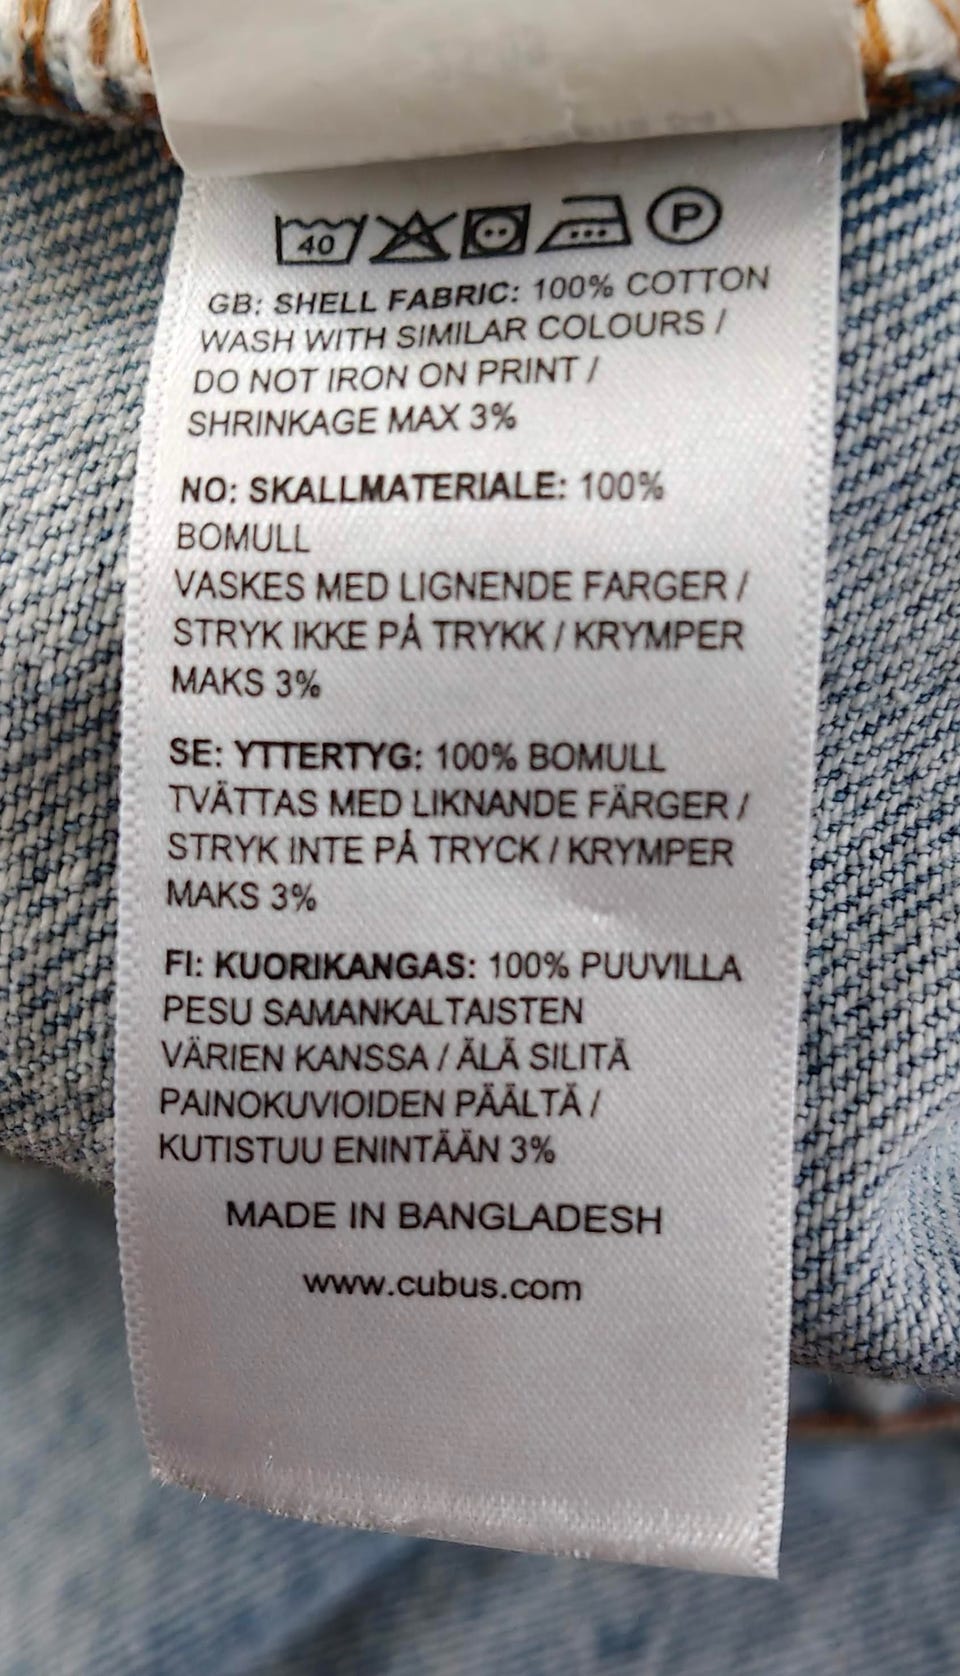 40 P
GB: SHELL FABRIC: 100% COTTON
WASH WITH SIMILAR COLOURS /
DO NOT IRON ON PRINT /
SHRINKAGE MAX 3%
NO: SKALLMATERIALE: 100%
BOMULL
VASKES MED LIGNENDE FARGER /
STRYK IKKE PÅ TRYKK / KRYMPER
MAKS 3%
SE: YTTERTYG: 100% BOMULL
TVÄTTAS MED LIKNANDE FÄRGER /
STRYK INTE PÅ TRYCK / KRYMPER
MAKS 3%
FI: KUORIKANGAS: 100% PUUVILLA
PESU SAMANKALTAISTEN
VÄRIEN KANSSA / ÄLÄ SILITÄ
PAINOKUVIOIDEN PÄÄLTÄ /
KUTISTUU ENINTÄÄN 3%
MADE IN BANGLADESH
www.cubus.com